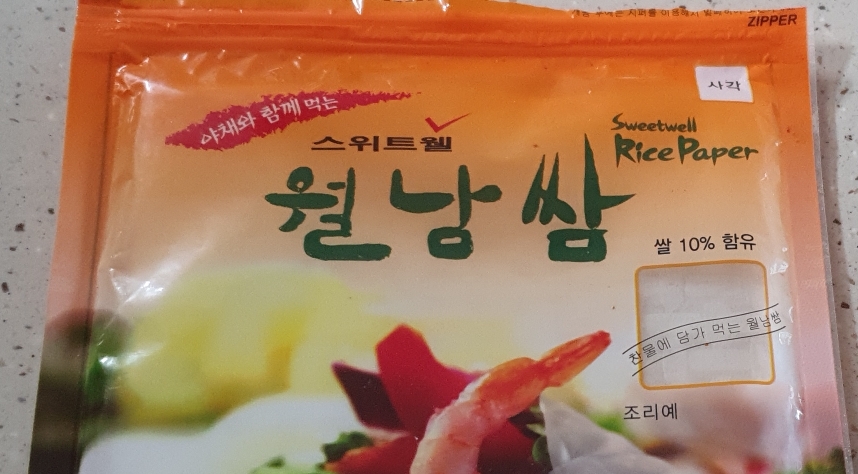 ZIPPER
사각
야채와 함께 먹는
스위트웰
Sweetwell
Rice Paper
월남쌈
쌀 10% 함유
찬물에 담가 먹는 월남쌈
조리예